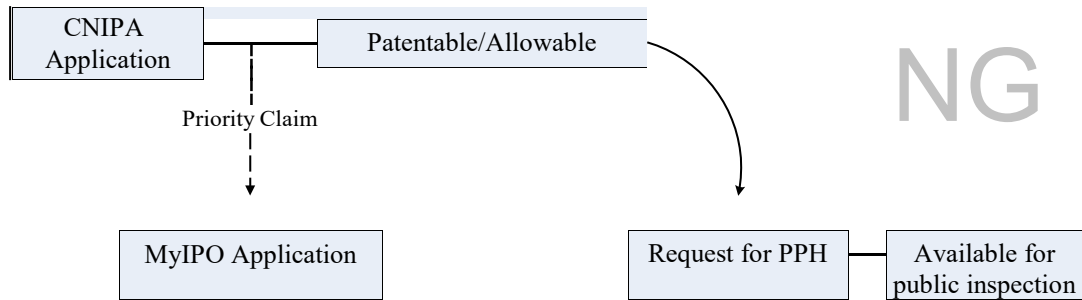 CNIPA
Application
Patentable/Allowable
NG
Priority Claim
MyIPO Application
Request for PPH
Available for
public inspection